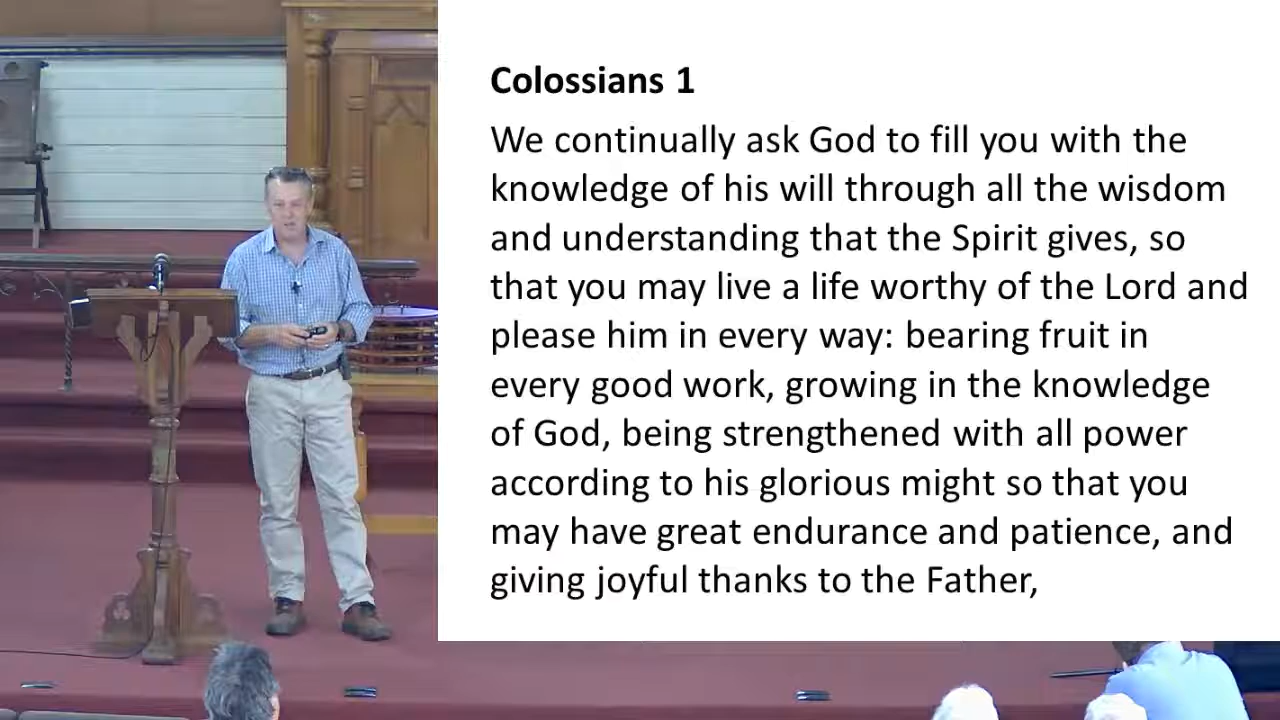 Colossians 1
We continually ask God to fill you with the
knowledge of his will through all the wisdom
and understanding that the Spirit gives, so
that you may live a life worthy of the Lord and
please him in every way: bearing fruit in
every good work, growing in the knowledge
of God, being strengthened with all power
according to his glorious might so that you
may have great endurance and patience, and
giving joyful thanks to the Father,